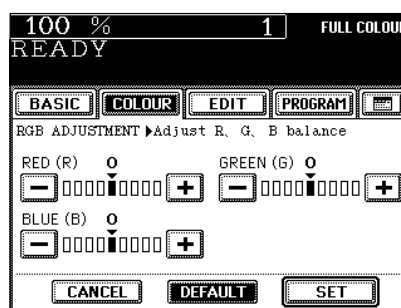 100 % 1 FULL COLOU
READY
BASIC COLOUR EDIT PROGRAM
RGB ADJUSTMENT ▶Adjust R、 G、 B balance
RED (R) 0 GREEN (G) 0
− + − +
BLUE (B) 0
− +
CANCEL DEFAULT SET